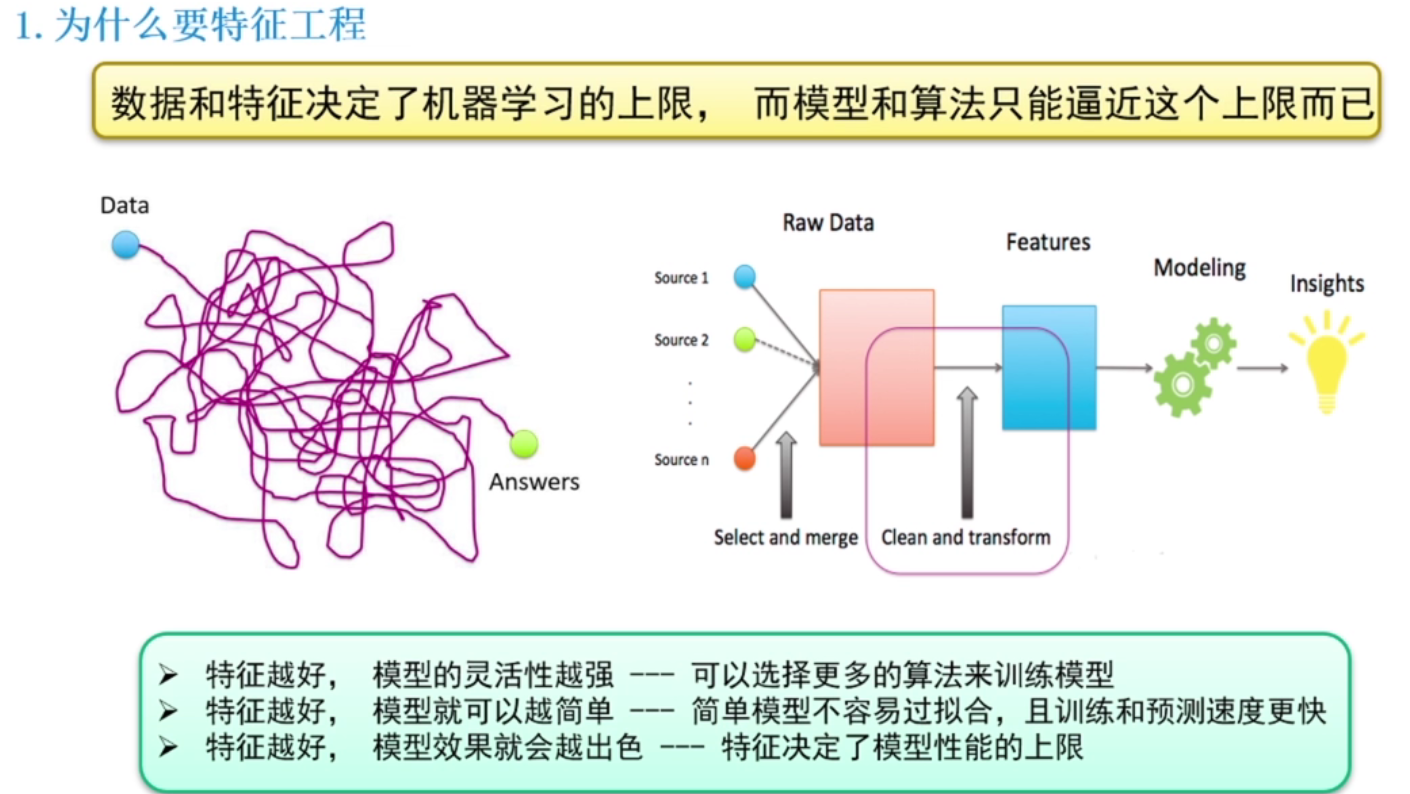 1. 为什么要特征工程
数据和特征决定了机器学习的上限， 而模型和算法只能逼近这个上限而已
Data
Answers
Raw Data
Features
Modeling
Insights
Source 1
Source 2
Source n
Select and merge
Clean and transform
➢ 特征越好， 模型的灵活性越强 --- 可以选择更多的算法来训练模型
➢ 特征越好， 模型就可以越简单 --- 简单模型不容易过拟合，且训练和预测速度更快
➢ 特征越好， 模型效果就会越出色 --- 特征决定了模型性能的上限